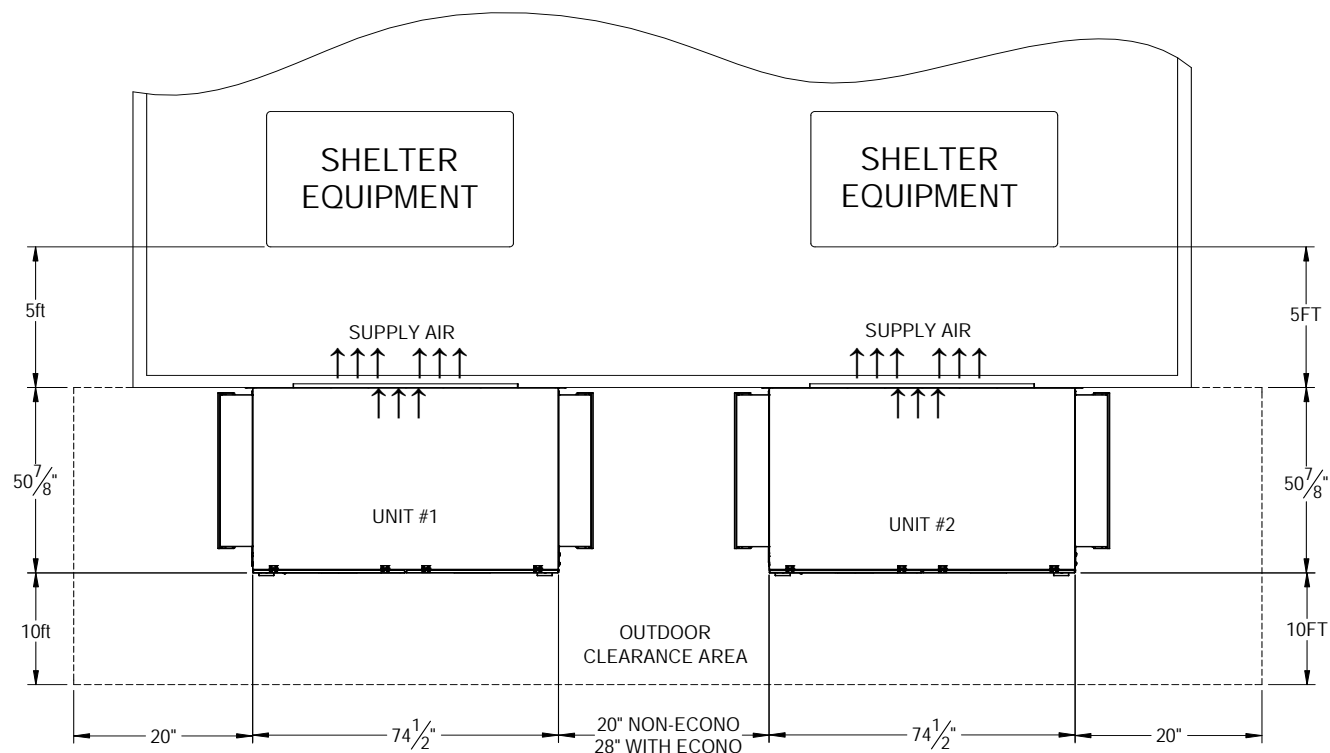 SHELTER
EQUIPMENT
SHELTER
EQUIPMENT
5ft
5FT
SUPPLY AIR
SUPPLY AIR
50 7/8"
50 7/8"
UNIT #1
UNIT #2
10ft
10FT
OUTDOOR
CLEARANCE AREA
20"
74 1/2"
20" NON-ECONO
28" WITH ECONO
74 1/2"
20"